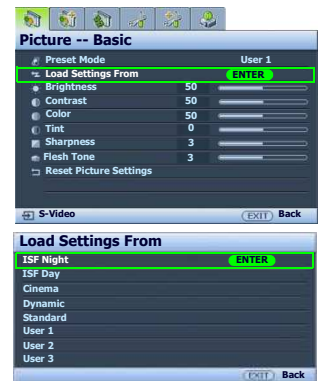 Picture -- Basic
Preset Mode User 1
Load Settings From ENTER
Brightness 50
Contrast 50
Color 50
Tint 0
Sharpness 3
Flesh Tone 3
Reset Picture Settings
S-Video EXIT Back
Load Settings From
ISF Night ENTER
ISF Day
Cinema
Dynamic
Standard
User 1
User 2
User 3
EXIT Back